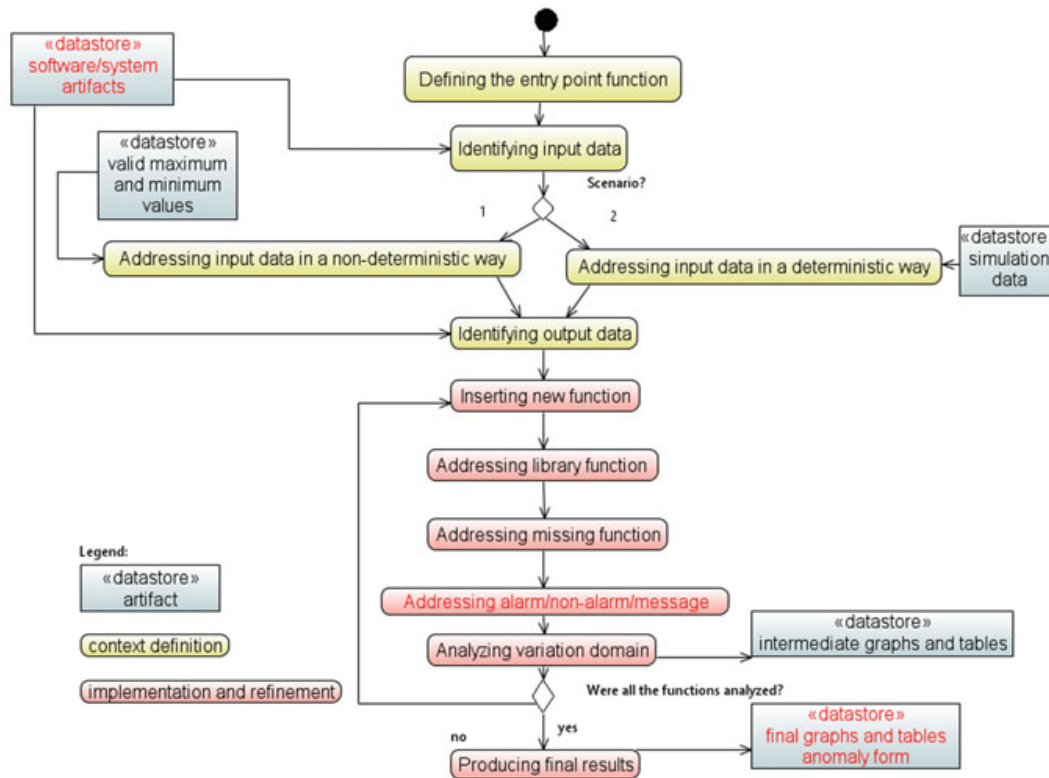 «datastore»
software/system
artifacts
Defining the entry point function
«datastore»
valid maximum
and minimum
values
Identifying input data
Scenario?
1
2
Addressing input data in a non-deterministic way
Addressing input data in a deterministic way
«datastore
simulation
data
Identifying output data
Inserting new function
Addressing library function
Addressing missing function
Legend:
«datastore»
artifact
context definition
implementation and refinement
Addressing alarm/non-alarm/message
Analyzing variation domain
«datastore»
intermediate graphs and tables
Were all the functions analyzed?
no
yes
Producing final results
«datastore»
final graphs and tables
anomaly form